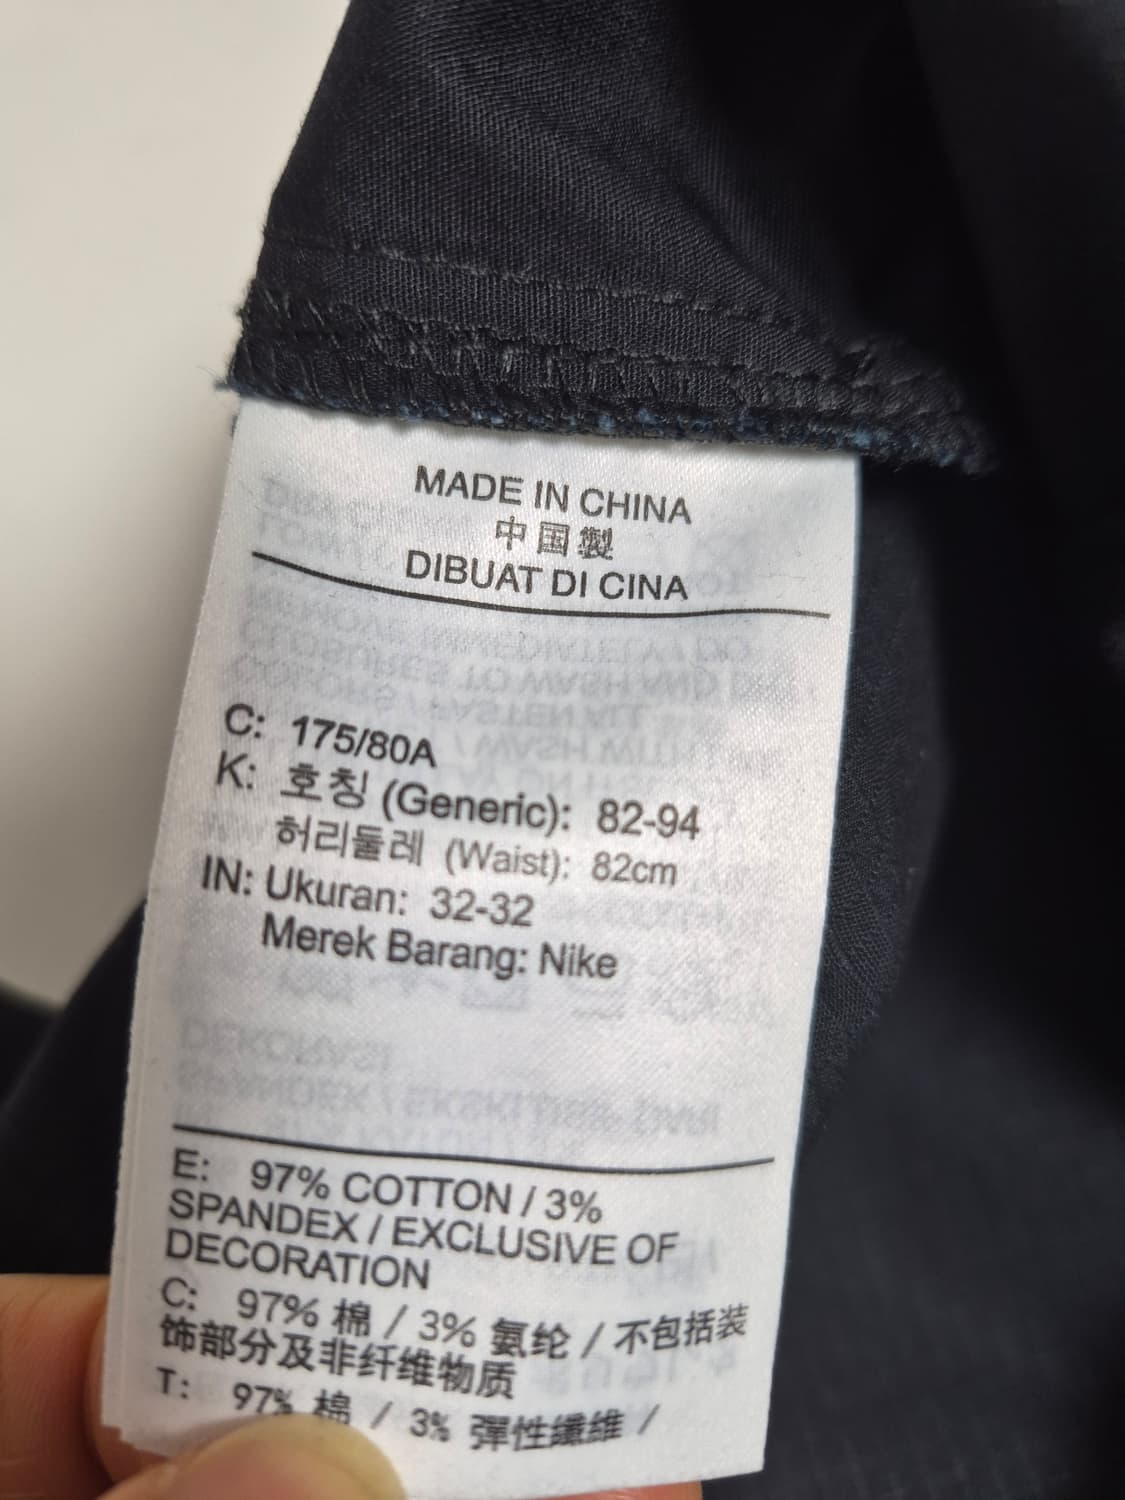 MADE IN CHINA
中国製
DIBUAT DI CINA
C: 175/80A
K: 호칭 (Generic): 82-94
허리둘레 (Waist): 82cm
IN: Ukuran: 32-32
Merek Barang: Nike
E: 97% COTTON / 3%
SPANDEX / EXCLUSIVE OF
DECORATION
C: 97% 棉 / 3% 氨纶 / 不包括装
饰部分及非纤维物质
T: 97% 棉 / 3% 彈性纖維 /